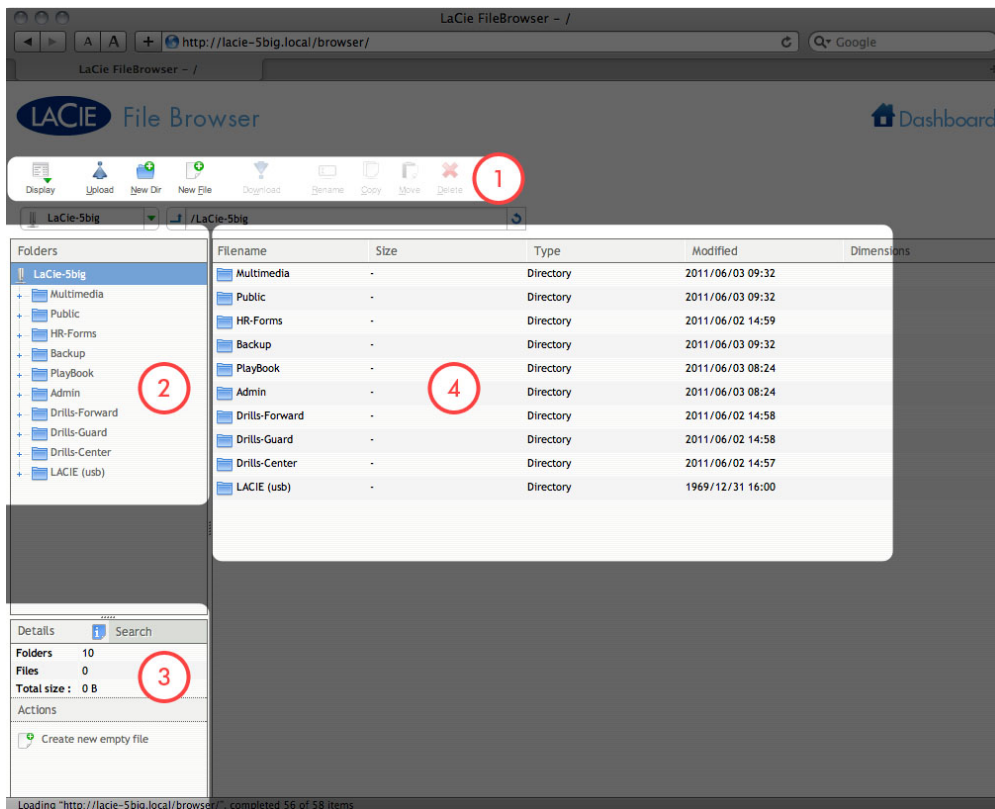 LaCie FileBrowser – /
A A + http://lacie-5big.local/browser/ Google
LaCie FileBrowser – /
LACIE File Browser Dashboard
Display Upload New Dir New File Download Rename Copy Move Delete 1
LaCie-5big /LaCie-5big
Folders
LaCie-5big
Multimedia
Public
HR-Forms
Backup
PlayBook
Admin
Drills-Forward
Drills-Guard
Drills-Center
LACIE (usb)
2
Filename Size Type Modified Dimensions
Multimedia - Directory 2011/06/03 09:32
Public - Directory 2011/06/03 09:32
HR-Forms - Directory 2011/06/02 14:59
Backup - Directory 2011/06/03 09:32
PlayBook - Directory 2011/06/03 08:24
Admin - Directory 2011/06/03 08:24
Drills-Forward - Directory 2011/06/02 14:58
Drills-Guard - Directory 2011/06/02 14:58
Drills-Center - Directory 2011/06/02 14:57
LACIE (usb) - Directory 1969/12/31 16:00
4
Details i Search
Folders 10
Files 0
Total size : 0 B
3
Actions
Create new empty file
Loading "http://lacie-5big.local/browser/", completed 56 of 58 items